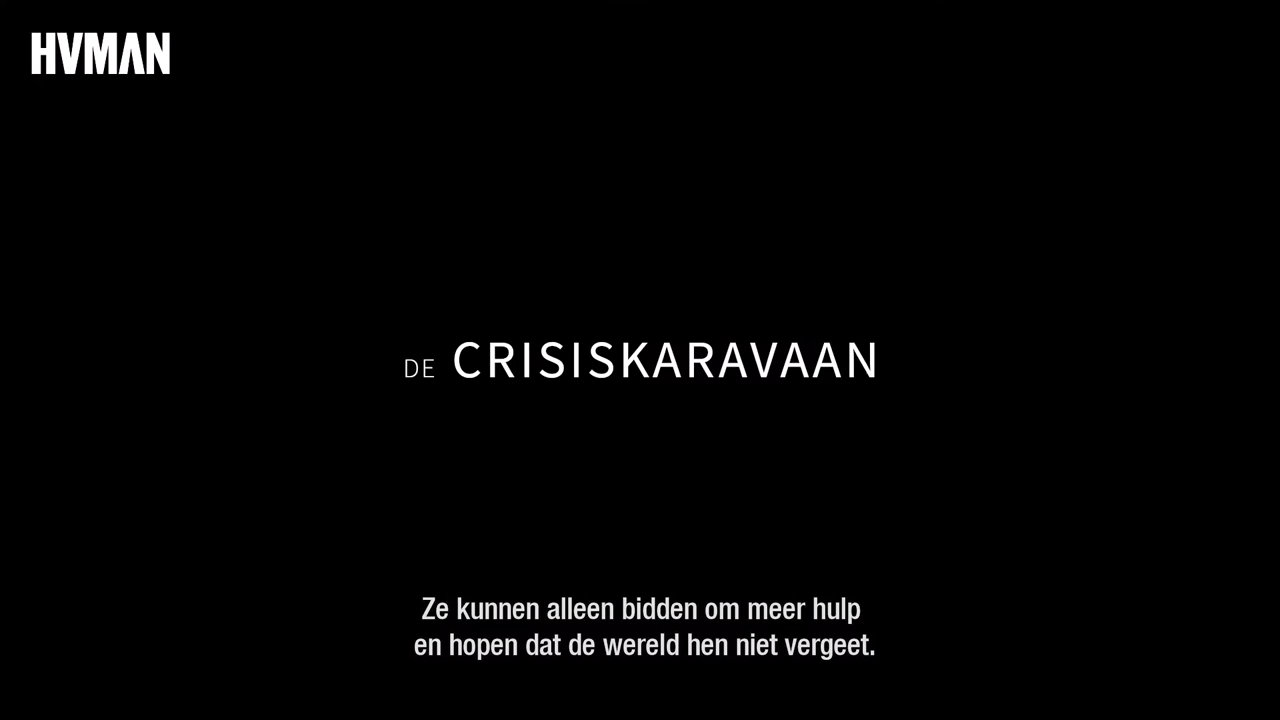 HVMAN
DE CRISISKARAVAAN
Ze kunnen alleen bidden om meer hulp
en hopen dat de wereld hen niet vergeet.